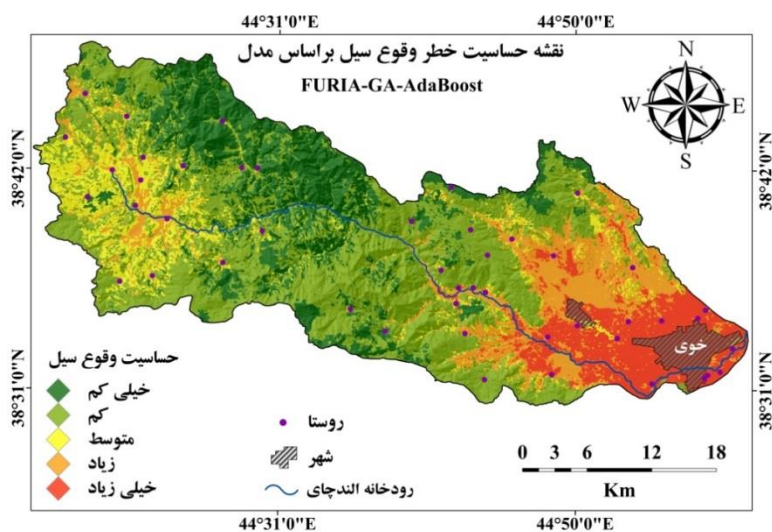 44°31'0"E
44°50'0"E
نقشه حساسیت خطر وقوع سیل براساس مدل
FURIA-GA-AdaBoost
N
W
E
S
38°42'0"N
38°42'0"N
خوی
38°31'0"N
38°31'0"N
حساسیت وقوع سیل
خیلی کم
کم
متوسط
زیاد
خیلی زیاد
روستا
شهر
رودخانه الندچای
0 3 6 12 18
Km
44°31'0"E
44°50'0"E